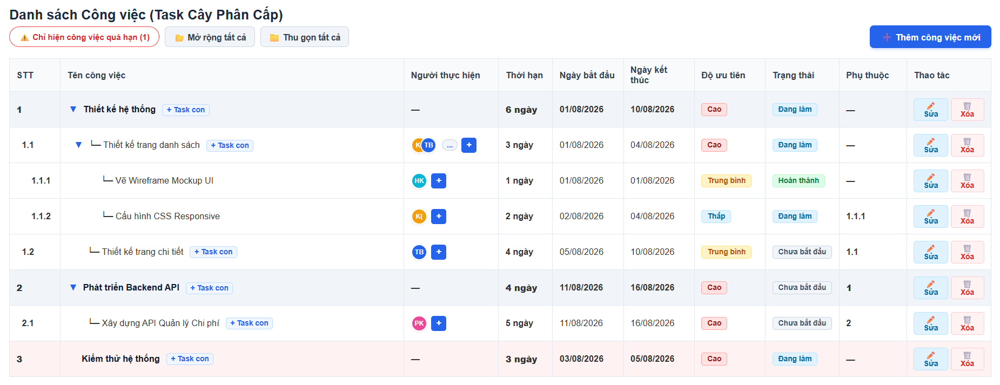 Danh sách Công việc (Task Cây Phân Cấp)
Chỉ hiện công việc quá hạn (1) Mở rộng tất cả Thu gọn tất cả Thêm công việc mới
STT Tên công việc Người thực hiện Thời hạn Ngày bắt đầu Ngày kết thúc Độ ưu tiên Trạng thái Phụ thuộc Thao tác
1 ▼ Thiết kế hệ thống + Task con — 6 ngày 01/08/2026 10/08/2026 Cao Đang làm — Sửa Xóa
1.1 ▼ └─ Thiết kế trang danh sách + Task con K TB ... + 3 ngày 01/08/2026 04/08/2026 Cao Đang làm — Sửa Xóa
1.1.1 └─ Vẽ Wireframe Mockup UI HK + 1 ngày 01/08/2026 01/08/2026 Trung bình Hoàn thành — Sửa Xóa
1.1.2 └─ Cấu hình CSS Responsive K( + 2 ngày 02/08/2026 04/08/2026 Thấp Đang làm 1.1.1 Sửa Xóa
1.2 └─ Thiết kế trang chi tiết + Task con TB + 4 ngày 05/08/2026 10/08/2026 Trung bình Chưa bắt đầu 1.1 Sửa Xóa
2 ▼ Phát triển Backend API + Task con — 4 ngày 11/08/2026 16/08/2026 Cao Chưa bắt đầu 1 Sửa Xóa
2.1 └─ Xây dựng API Quản lý Chi phí + Task con PK + 5 ngày 11/08/2026 16/08/2026 Cao Chưa bắt đầu 2 Sửa Xóa
3 Kiểm thử hệ thống + Task con — 3 ngày 03/08/2026 05/08/2026 Cao Đang làm — Sửa Xóa